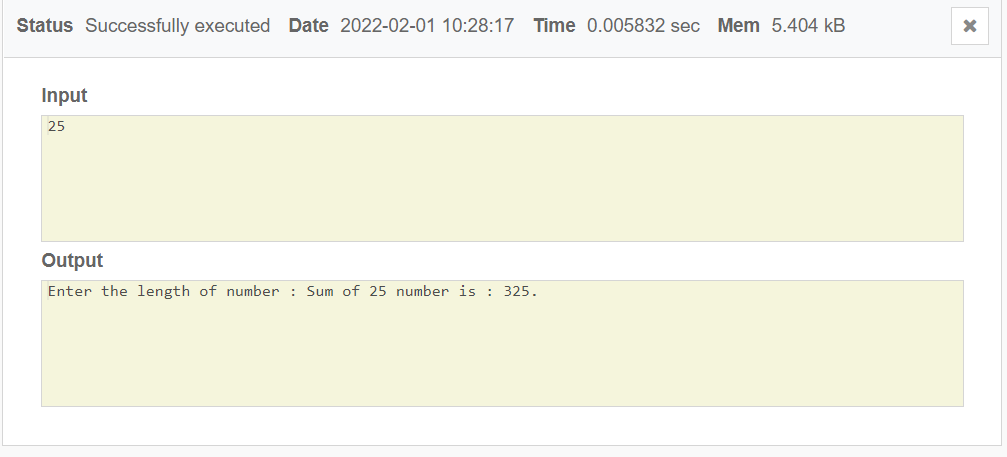 Status Successfully executed Date 2022-02-01 10:28:17 Time 0.005832 sec Mem 5.404 kB
Input
25
Output
Enter the length of number : Sum of 25 number is : 325.